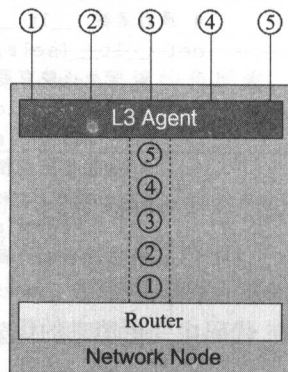 ① ② ③ ④ ⑤
L3 Agent
⑤
④
③
②
①
Router
Network Node